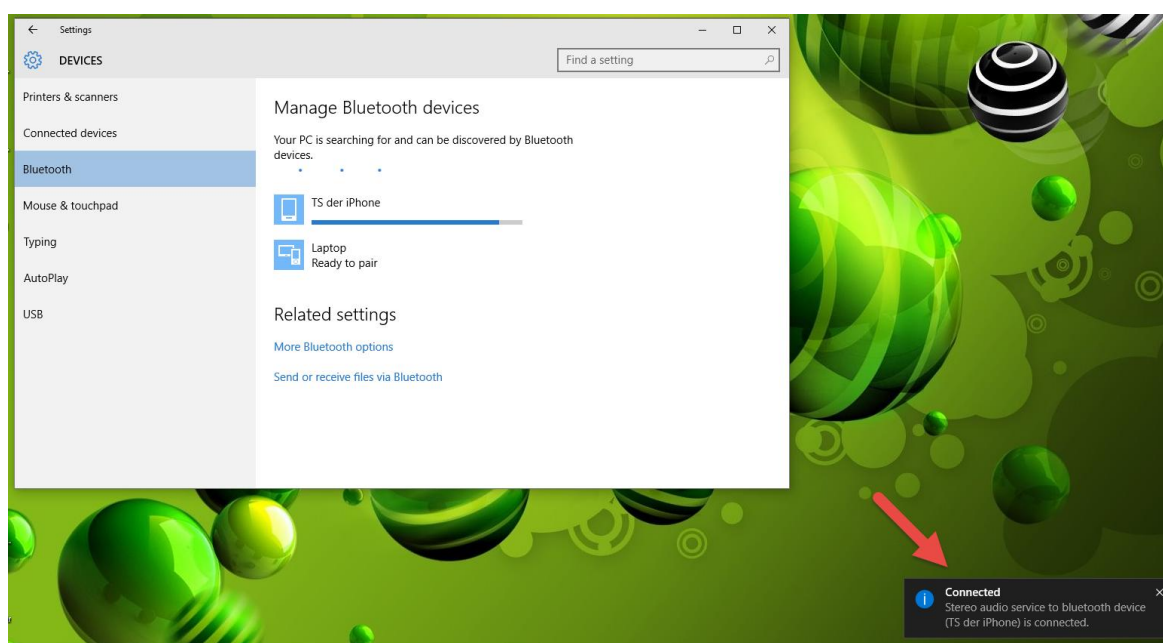 Settings
DEVICES
Find a setting
Printers & scanners
Connected devices
Bluetooth
Mouse & touchpad
Typing
AutoPlay
USB
Manage Bluetooth devices
Your PC is searching for and can be discovered by Bluetooth
devices.
TS der iPhone
Laptop
Ready to pair
Related settings
More Bluetooth options
Send or receive files via Bluetooth
Connected
Stereo audio service to bluetooth device
(TS der iPhone) is connected.